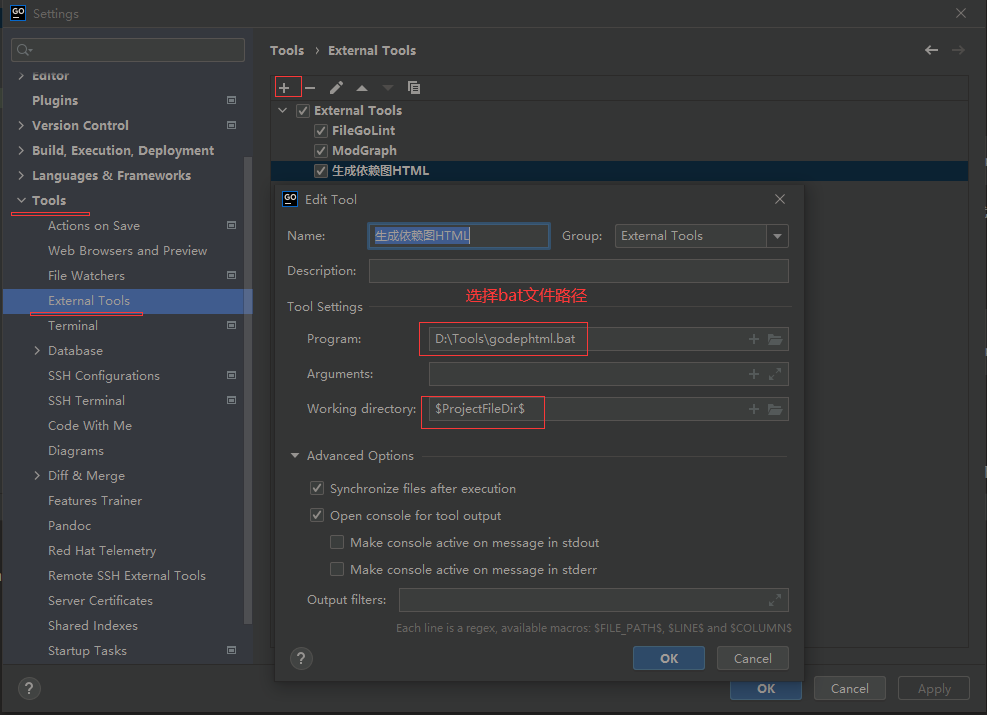 GO Settings
Tools › External Tools
Editor
Plugins
Version Control
Build, Execution, Deployment
Languages & Frameworks
Tools
Actions on Save
Web Browsers and Preview
File Watchers
External Tools
Terminal
Database
SSH Configurations
SSH Terminal
Code With Me
Diagrams
Diff & Merge
Features Trainer
Pandoc
Red Hat Telemetry
Remote SSH External Tools
Server Certificates
Shared Indexes
Startup Tasks
External Tools
FileGoLint
ModGraph
生成依赖图HTML
GO Edit Tool
Name: 生成依赖图HTML Group: External Tools
Description:
选择bat文件路径
Tool Settings
Program: D:\Tools\godephtml.bat
Arguments:
Working directory: $ProjectFileDir$
Advanced Options
Synchronize files after execution
Open console for tool output
Make console active on message in stdout
Make console active on message in stderr
Output filters:
Each line is a regex, available macros: $FILE_PATH$, $LINE$ and $COLUMN$
? OK Cancel
? OK Cancel Apply